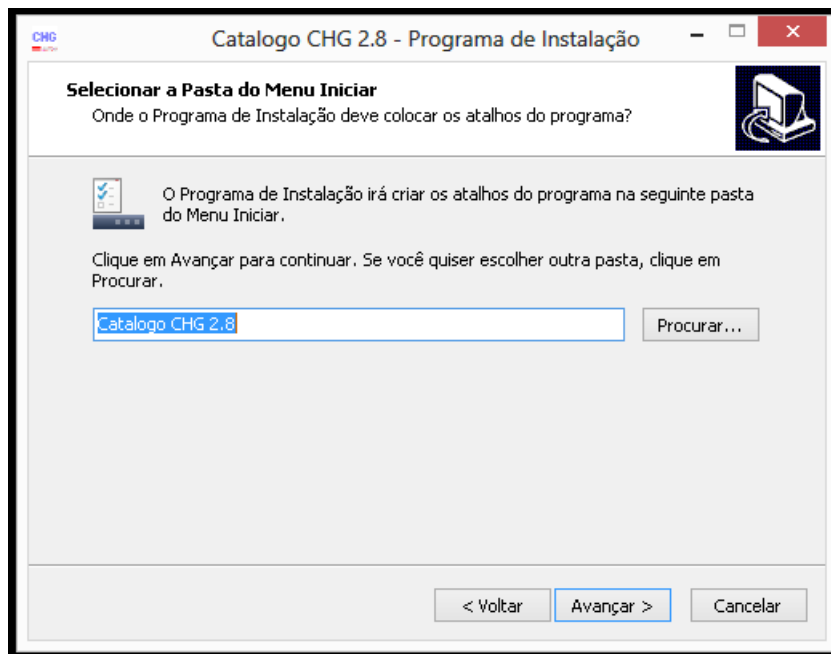 CHG
Catalogo CHG 2.8 - Programa de Instalação
Selecionar a Pasta do Menu Iniciar
Onde o Programa de Instalação deve colocar os atalhos do programa?
O Programa de Instalação irá criar os atalhos do programa na seguinte pasta
do Menu Iniciar.
Clique em Avançar para continuar. Se você quiser escolher outra pasta, clique em
Procurar.
Catalogo CHG 2.8
Procurar...
< Voltar
Avançar >
Cancelar